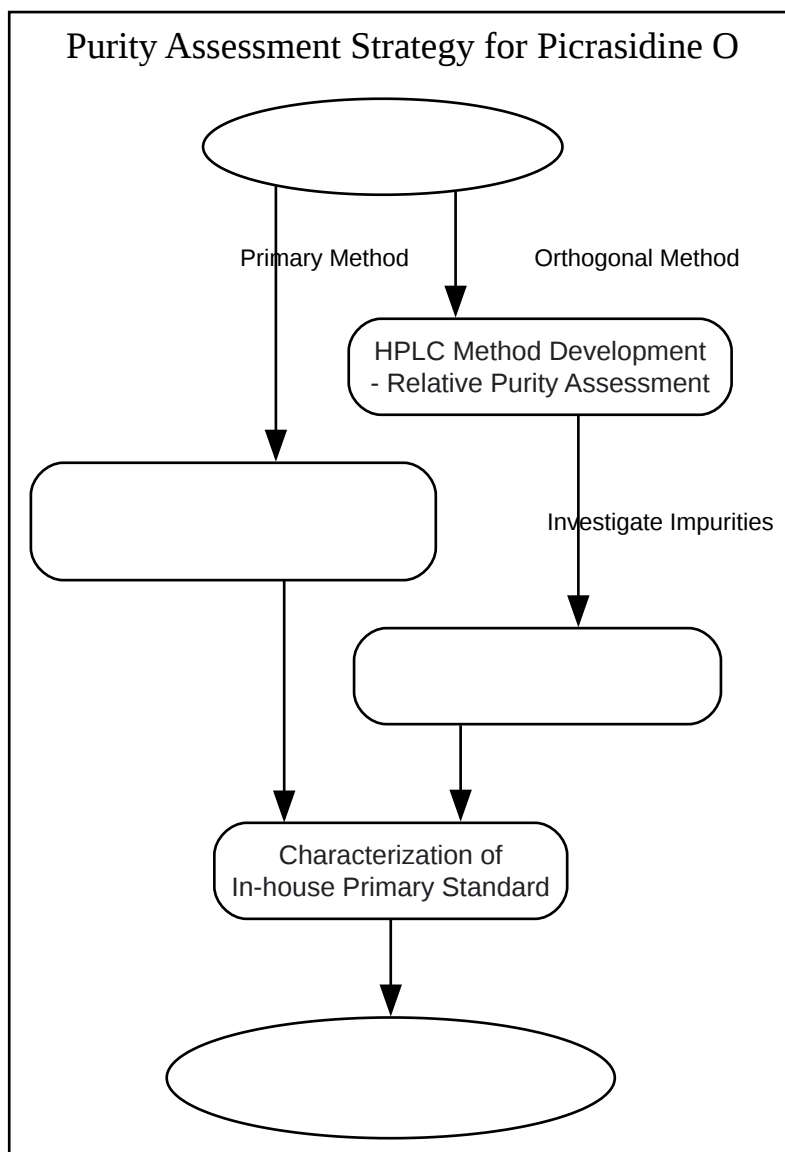 Purity Assessment Strategy for Picrasidine O
Primary Method
Orthogonal Method
HPLC Method Development
- Relative Purity Assessment
Investigate Impurities
Characterization of
In-house Primary Standard